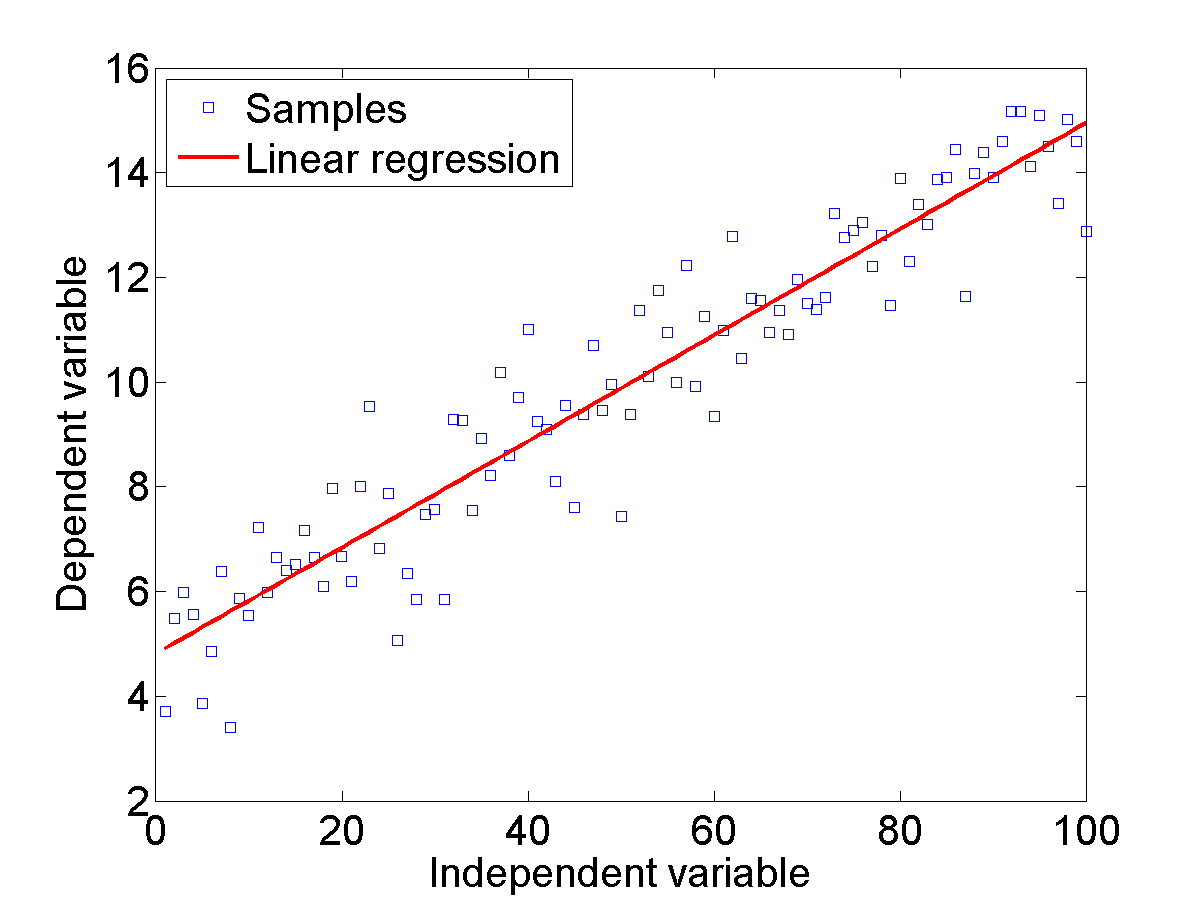 16
Samples
Linear regression
14
12
10
8
6
4
2
Dependent variable
0 20 40 60 80 100
Independent variable